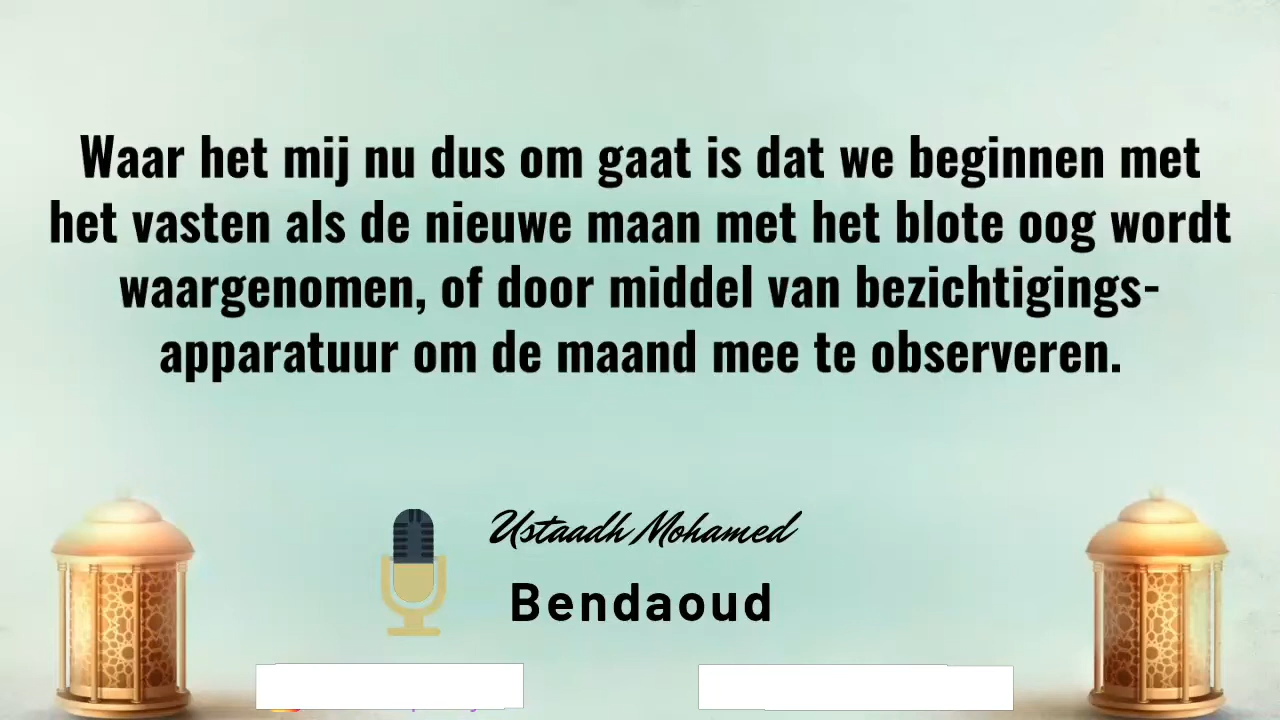 Waar het mij nu dus om gaat is dat we beginnen met
het vasten als de nieuwe maan met het blote oog wordt
waargenomen, of door middel van bezichtigings-
apparatuur om de maand mee te observeren.
Ustaadh Mohamed
Bendaoud